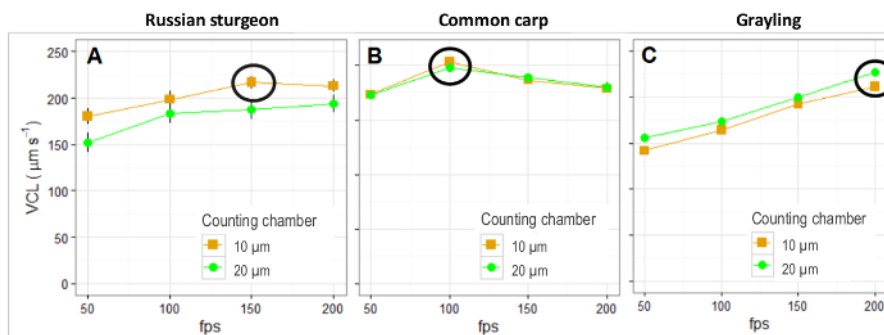 Russian sturgeon Common carp Grayling
A B C
VCL ( μm s⁻¹)
250
200
150
100
50
0
Counting chamber
10 μm
20 μm
Counting chamber
10 μm
20 μm
Counting chamber
10 μm
20 μm
50 100 150 200 50 100 150 200 50 100 150 200
fps fps fps